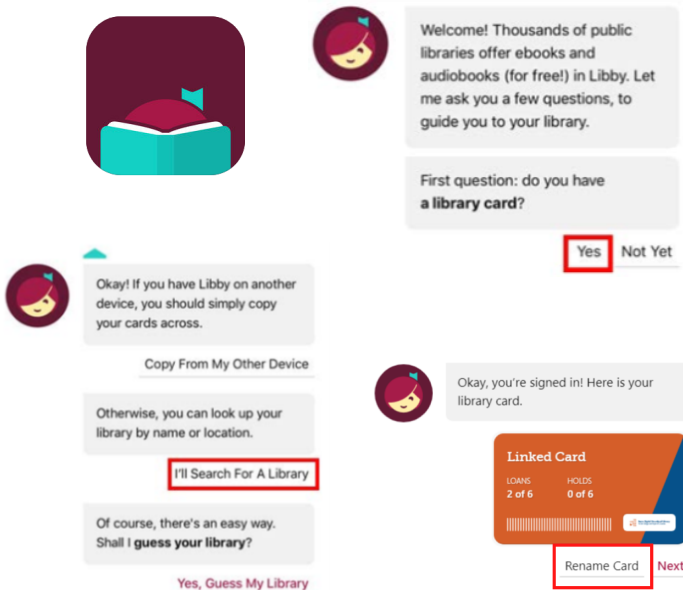 Welcome! Thousands of public
libraries offer ebooks and
audiobooks (for free!) in Libby. Let
me ask you a few questions, to
guide you to your library.
First question: do you have
a library card?
Yes
Not Yet
Okay! If you have Libby on another
device, you should simply copy
your cards across.
Copy From My Other Device
Otherwise, you can look up your
library by name or location.
I'll Search For A Library
Of course, there's an easy way.
Shall I guess your library?
Yes, Guess My Library
Okay, you're signed in! Here is your
library card.
Linked Card
LOANS
HOLDS
2 of 6
0 of 6
Rename Card
Next